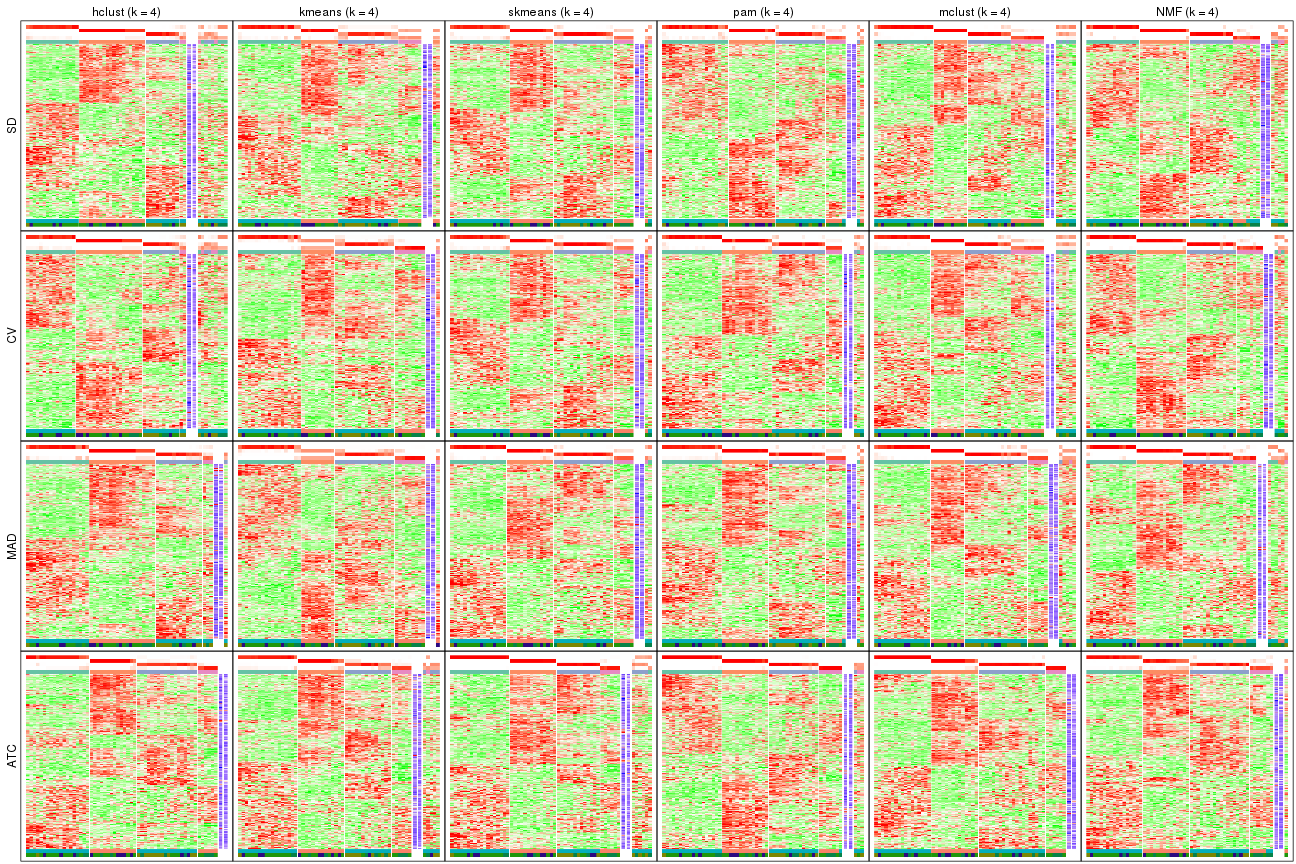 hclust (k = 4)
kmeans (k = 4)
skmeans (k = 4)
pam (k = 4)
mclust (k = 4)
NMF (k = 4)
SD
CV
MAD
ATC